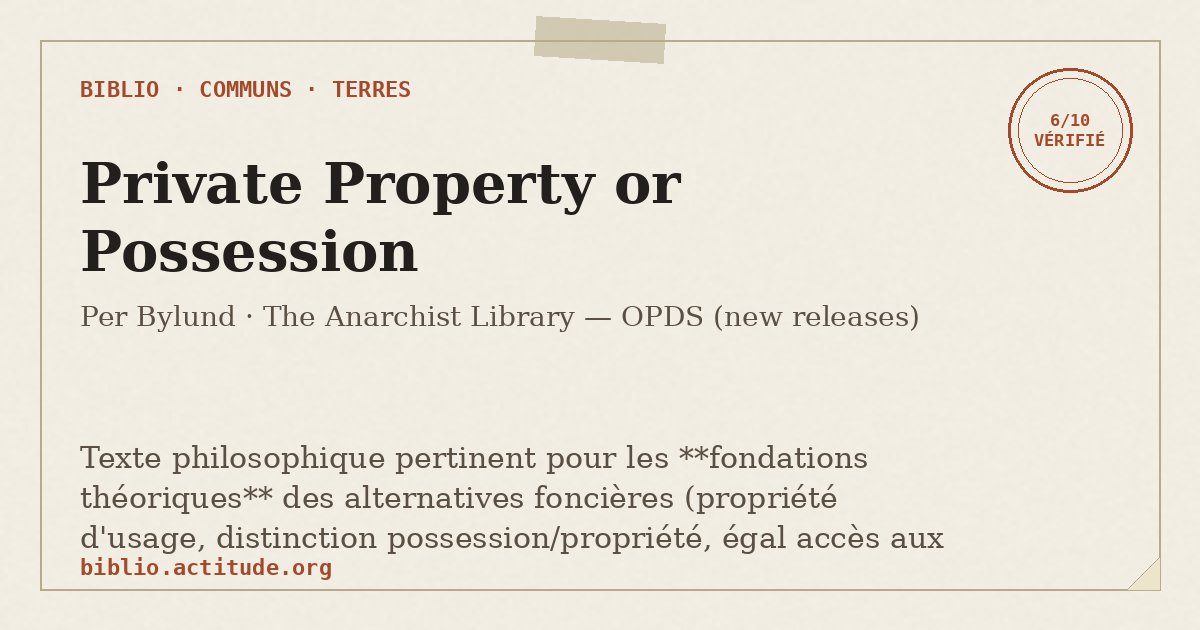 BIBLIO · COMMUNS · TERRES
6/10
VÉRIFIÉ
Private Property or
Possession
Per Bylund · The Anarchist Library — OPDS (new releases)
Texte philosophique pertinent pour les **fondations
théoriques** des alternatives foncières (propriété
d'usage, distinction possession/propriété, égal accès aux
biblio.actitude.org